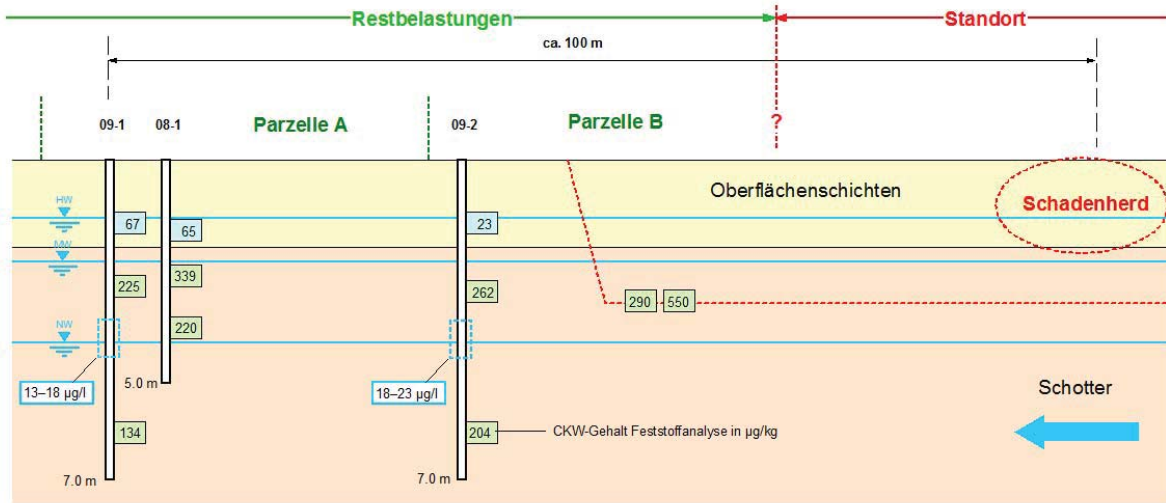 Restbelastungen
Standort
ca. 100 m
09-1
08-1
Parzelle A
09-2
Parzelle B
?
Oberflächenschichten
Schadenherd
HW
67
65
23
MW
225
339
262
290
550
220
NW
13–18 µg/l
5.0 m
18–23 µg/l
Schotter
134
204
CKW-Gehalt Feststoffanalyse in µg/kg
7.0 m
7.0 m